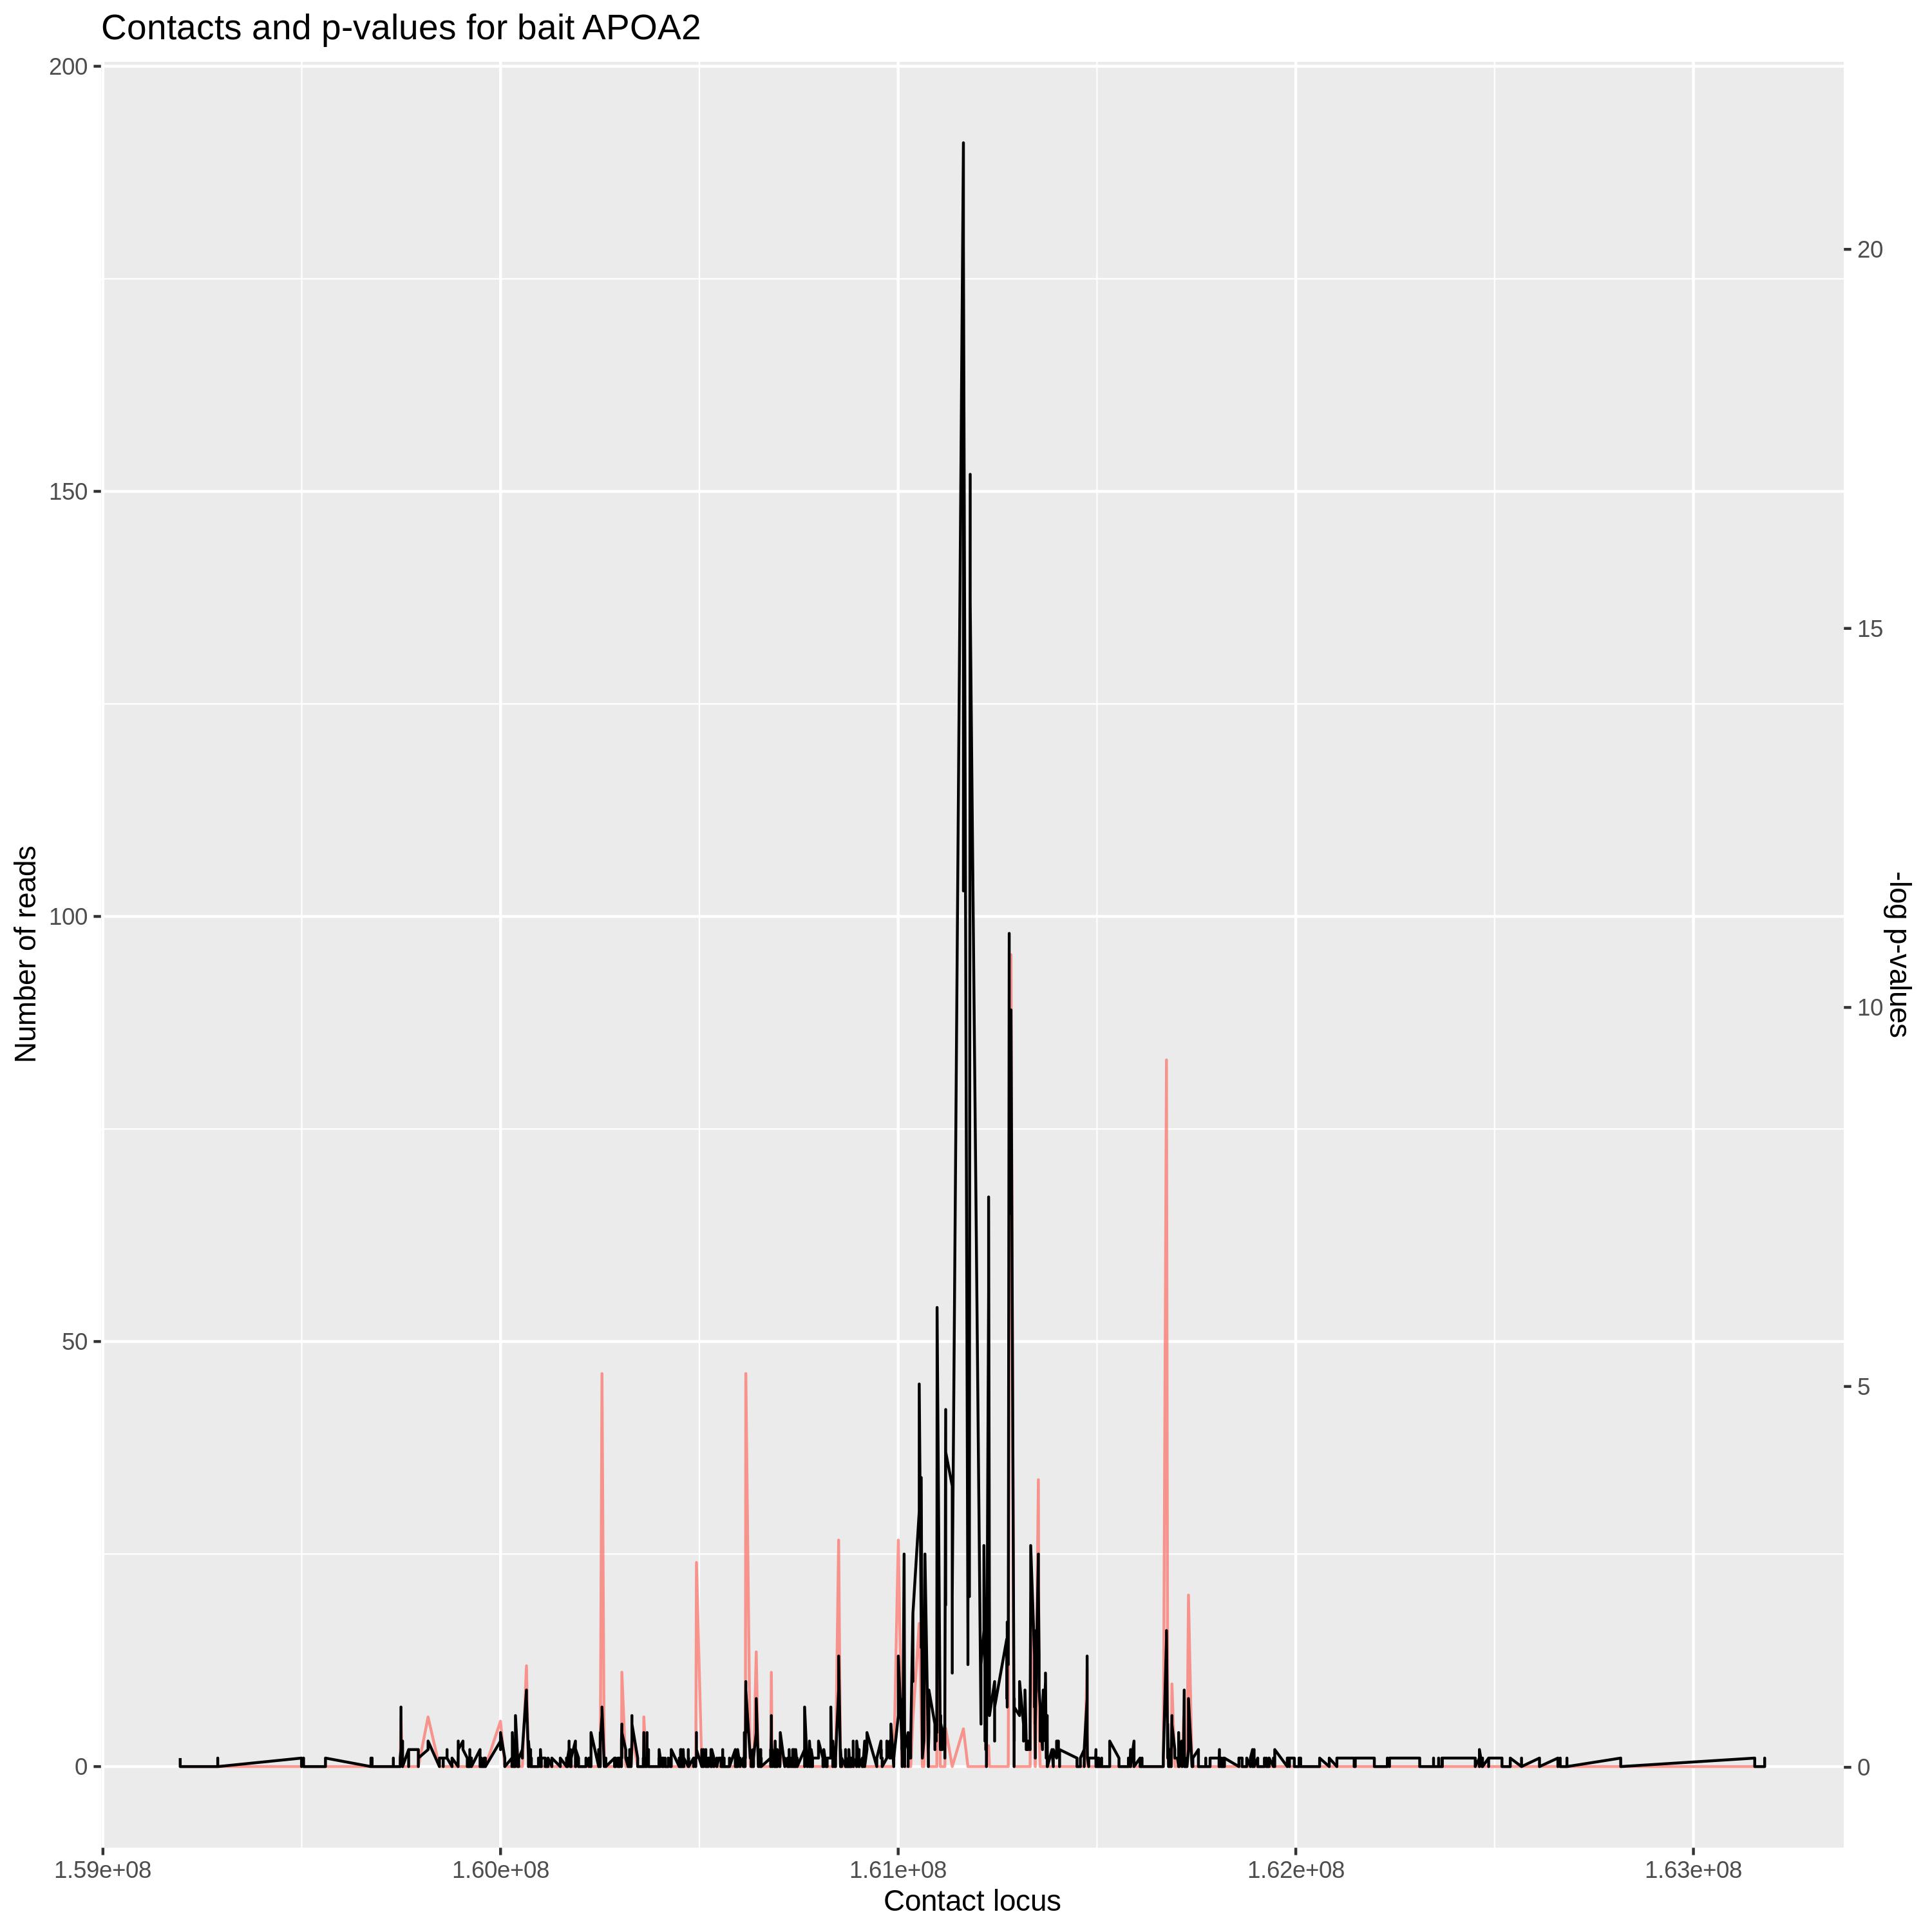 Contacts and p-values for bait APOA2
200
150
100
50
0
Number of reads
20
15
10
5
0
-log p-values
1.59e+08
1.60e+08
1.61e+08
1.62e+08
1.63e+08
Contact locus